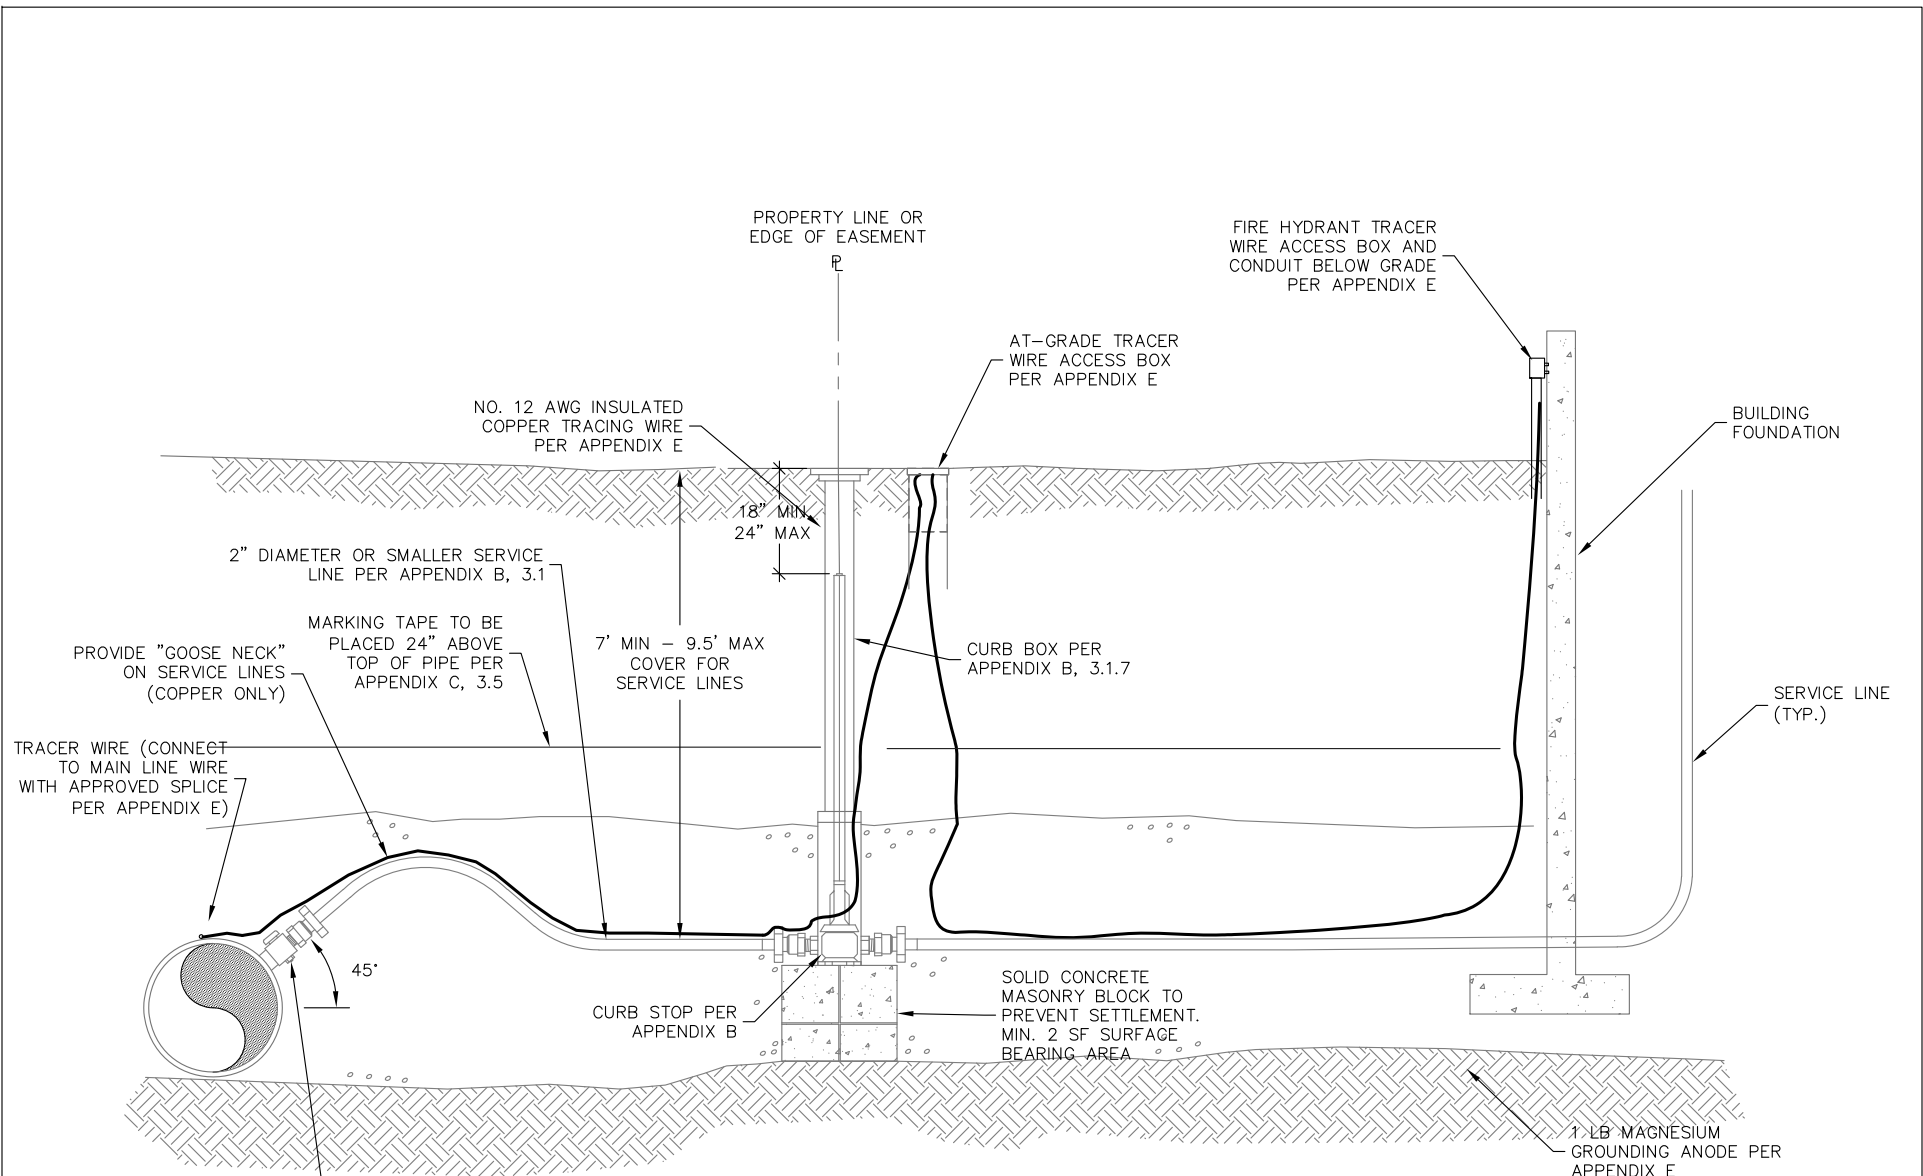 PROPERTY LINE OR
EDGE OF EASEMENT
PL
FIRE HYDRANT TRACER
WIRE ACCESS BOX AND
CONDUIT BELOW GRADE
PER APPENDIX E
AT-GRADE TRACER
WIRE ACCESS BOX
PER APPENDIX E
NO. 12 AWG INSULATED
COPPER TRACING WIRE
PER APPENDIX E
BUILDING
FOUNDATION
18" MIN
24" MAX
2" DIAMETER OR SMALLER SERVICE
LINE PER APPENDIX B, 3.1
MARKING TAPE TO BE
PLACED 24" ABOVE
TOP OF PIPE PER
APPENDIX C, 3.5
7' MIN - 9.5' MAX
COVER FOR
SERVICE LINES
PROVIDE "GOOSE NECK"
ON SERVICE LINES
(COPPER ONLY)
CURB BOX PER
APPENDIX B, 3.1.7
SERVICE LINE
(TYP.)
TRACER WIRE (CONNECT
TO MAIN LINE WIRE
WITH APPROVED SPLICE
PER APPENDIX E)
45°
CURB STOP PER
APPENDIX B
SOLID CONCRETE
MASONRY BLOCK TO
PREVENT SETTLEMENT.
MIN. 2 SF SURFAGE
BEARING AREA
1 LB MAGNESIUM
GROUNDING ANODE PER
APPENDIX E